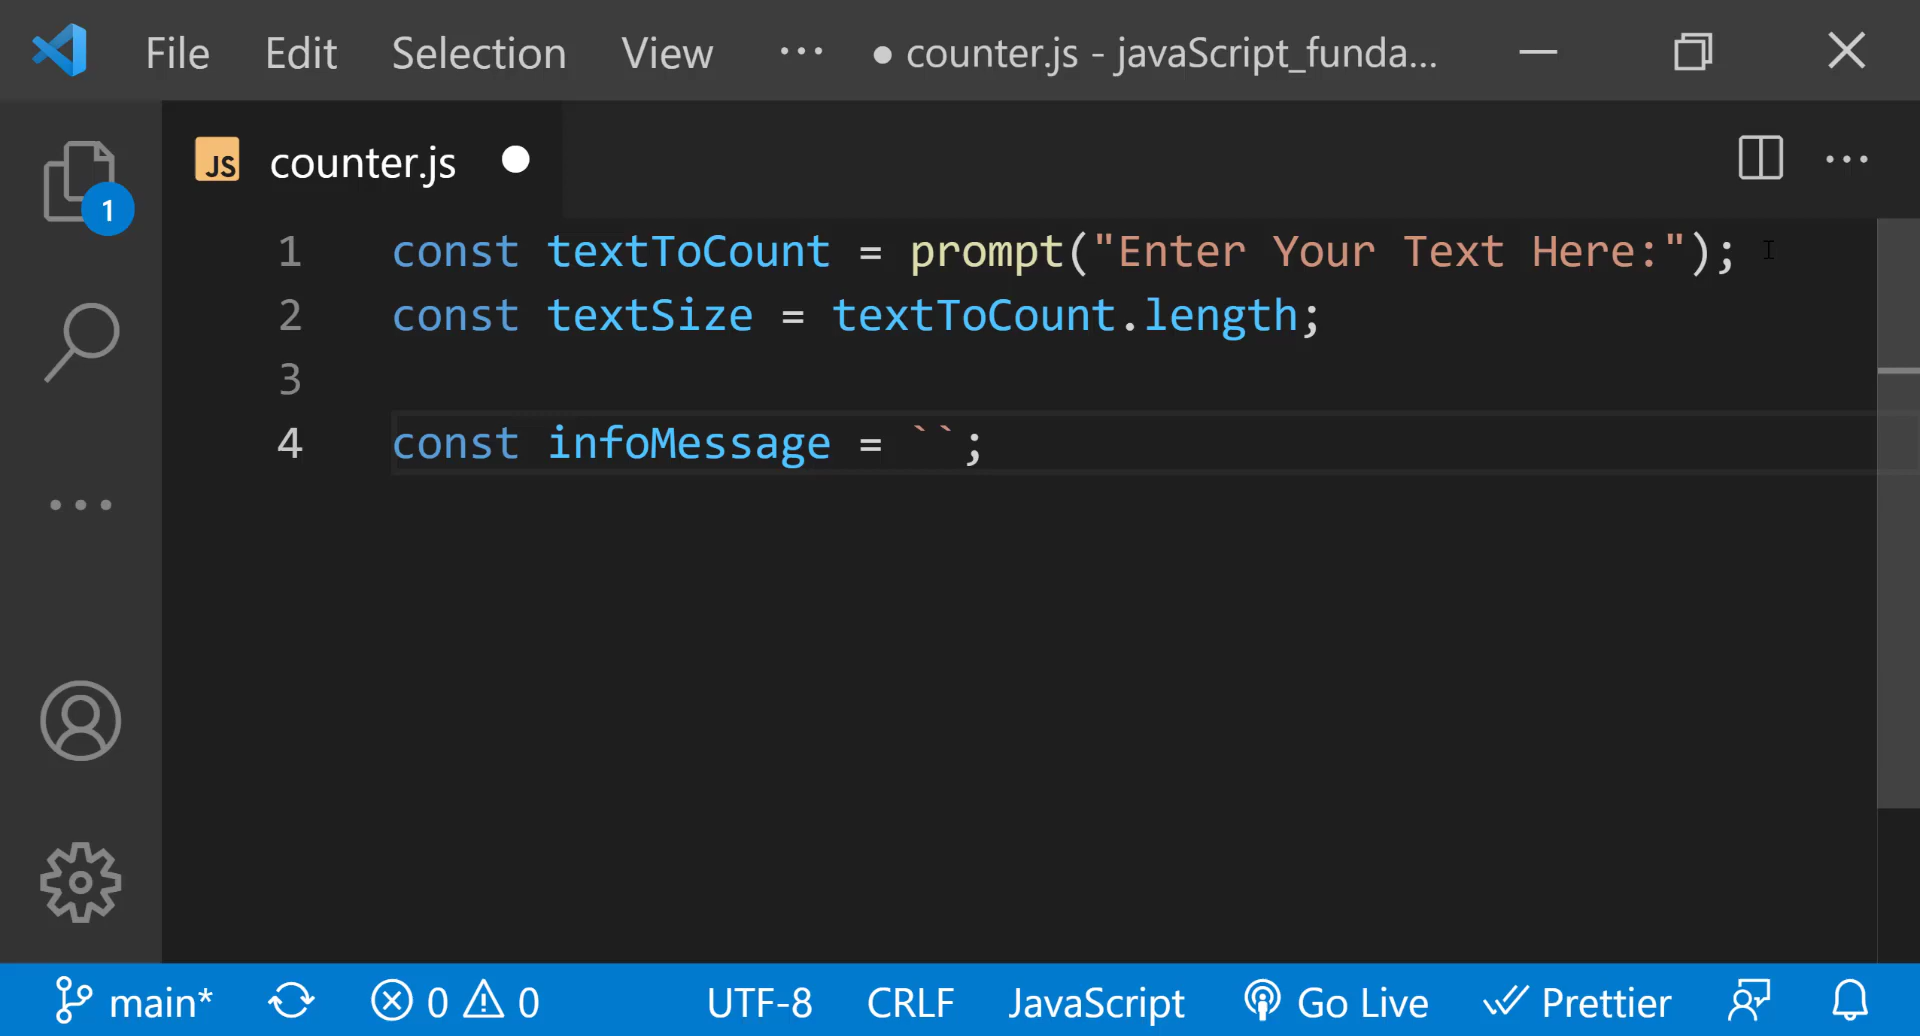 File Edit Selection View ··· ● counter.js - javaScript_funda...
JS counter.js ●
1 const textToCount = prompt("Enter Your Text Here:");
2 const textSize = textToCount.length;
3
4 const infoMessage = ``;
1
main* 0 0 UTF-8 CRLF JavaScript Go Live Prettier